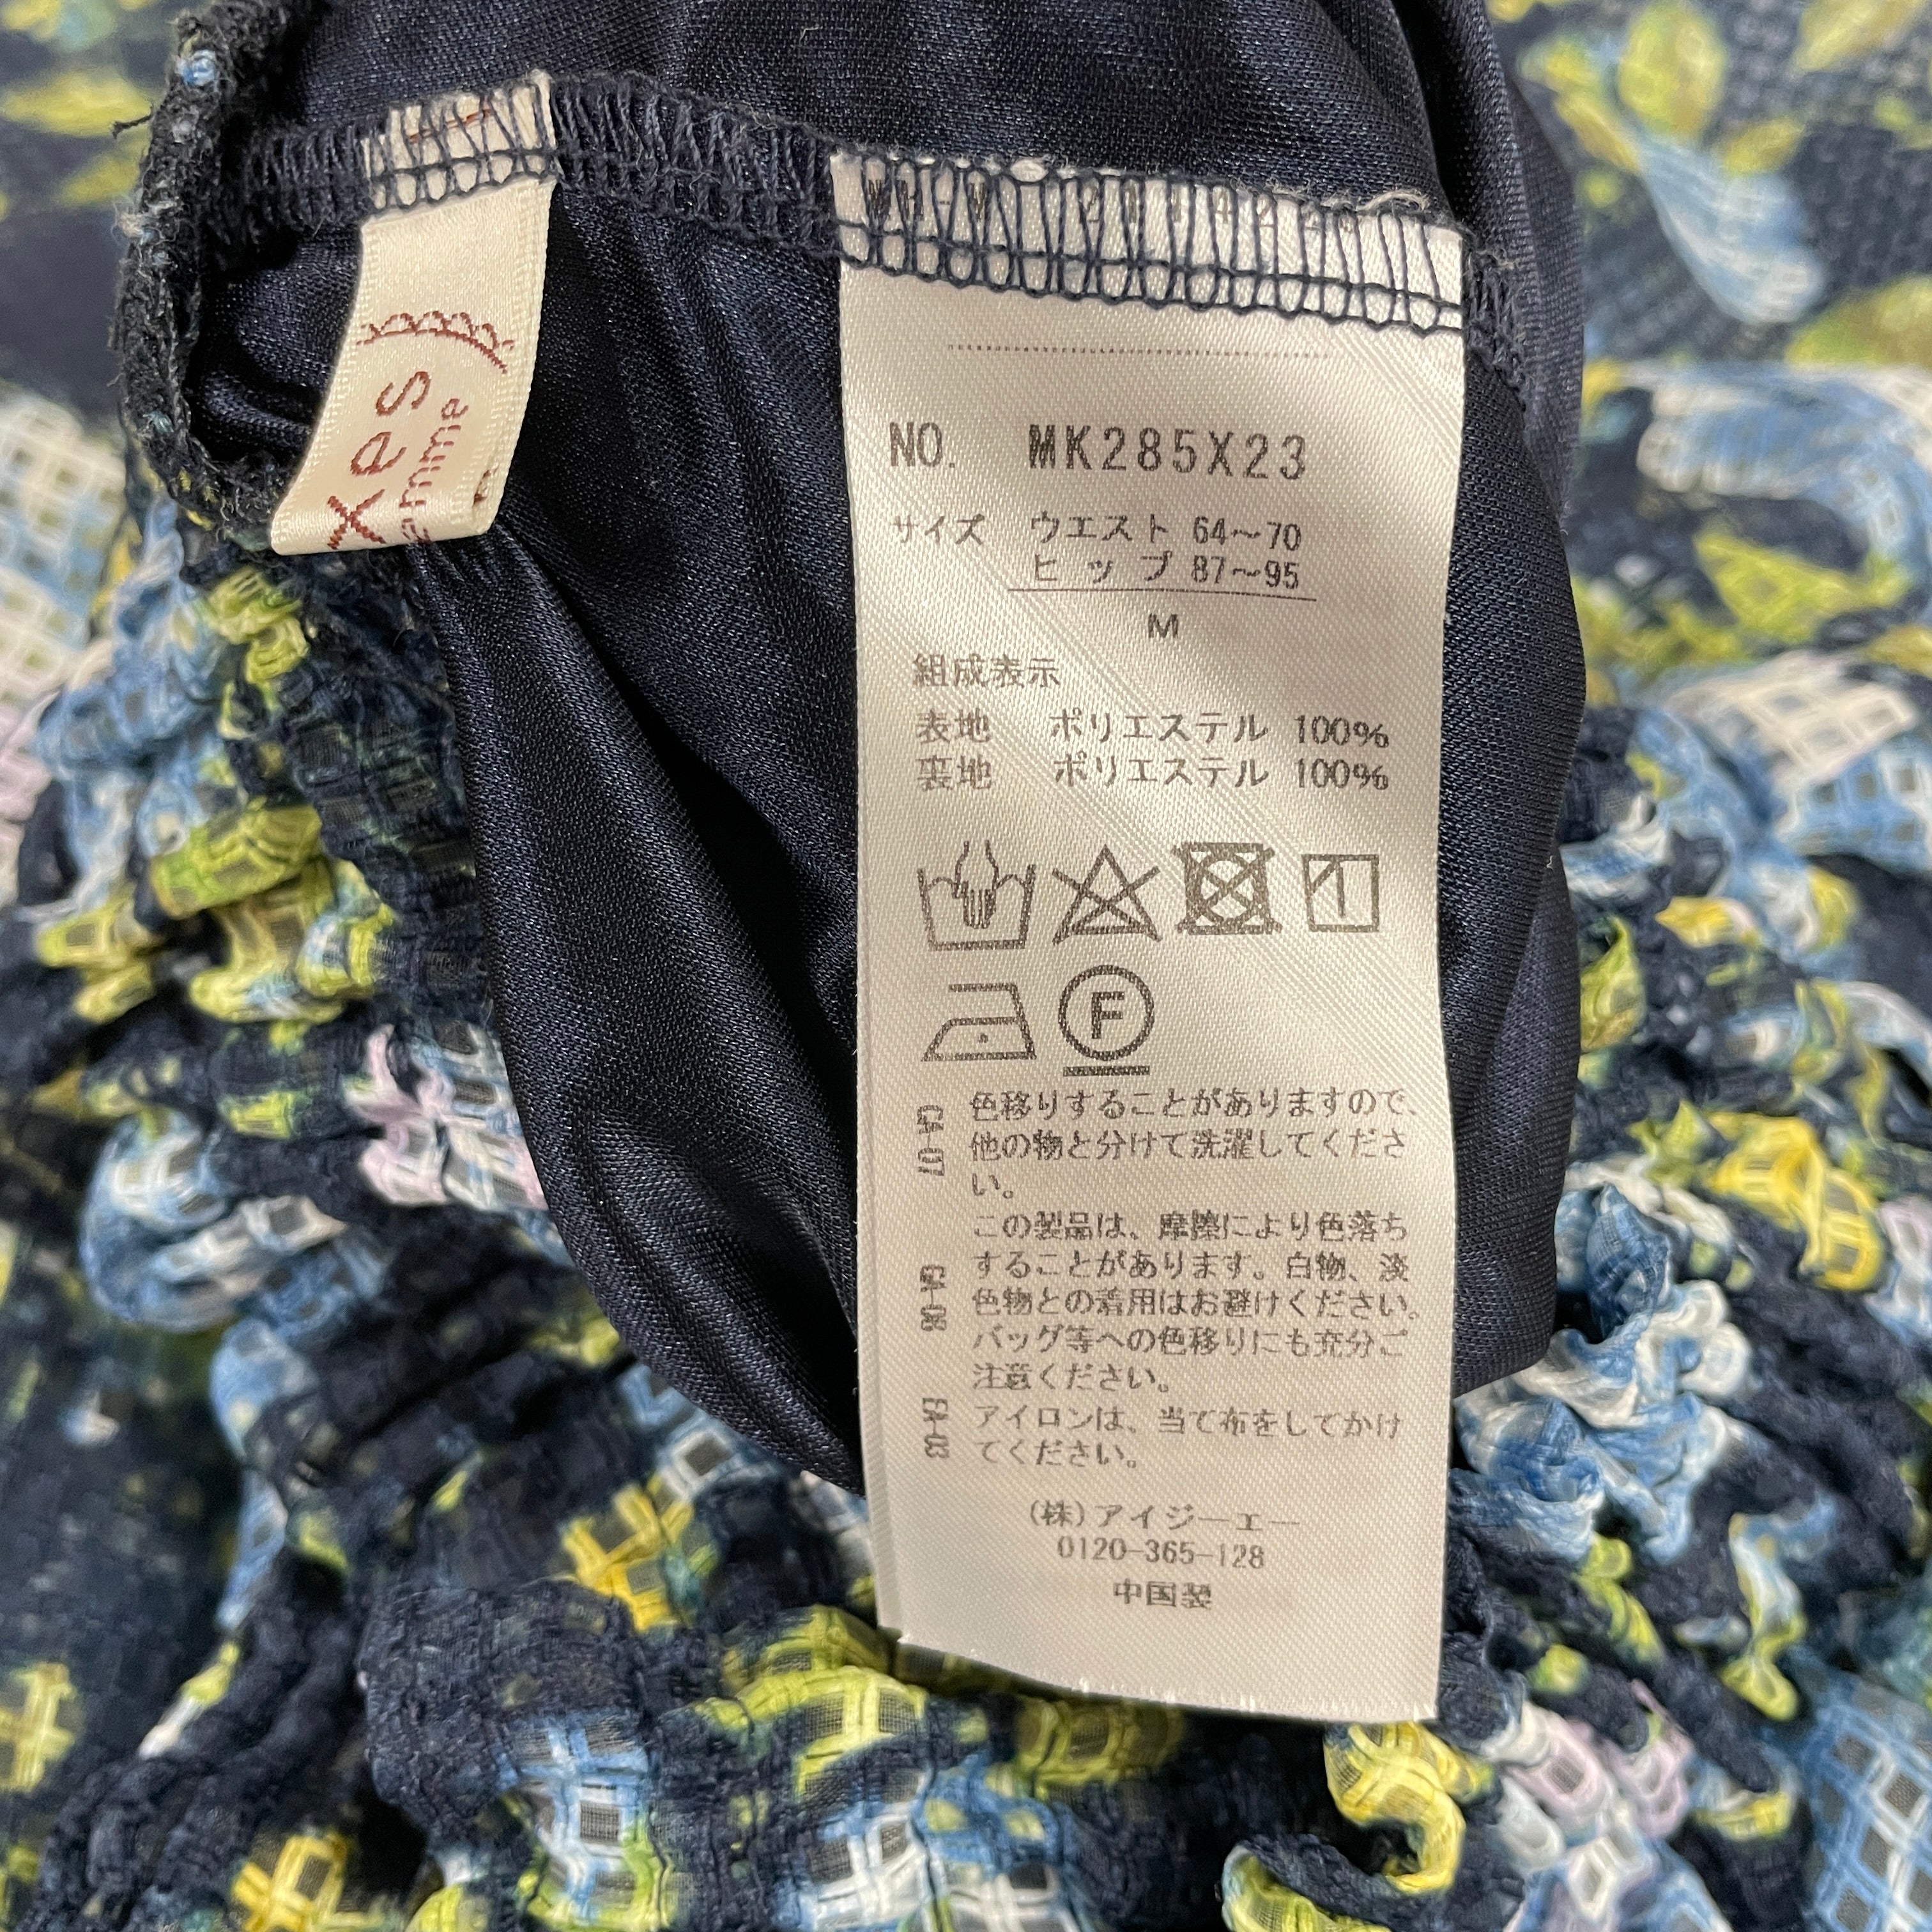 xes
emme
NO. MK285X23
サイズ ウエスト 64〜70
ヒップ 87〜95
M
組成表示
表地 ポリエステル 100%
裏地 ポリエステル 100%
F
GA-07 色移りすることがありますので、
他の物と分けて洗濯してくださ
い。
この製品は、摩擦により色落ち
することがあります。白物、淡
GA-08 色物との着用はお避けください。
バッグ等への色移りにも充分ご
注意ください。
EA-03 アイロンは、当て布をしてかけ
てください。
(株)アイジーエー
0120-365-128
中国製